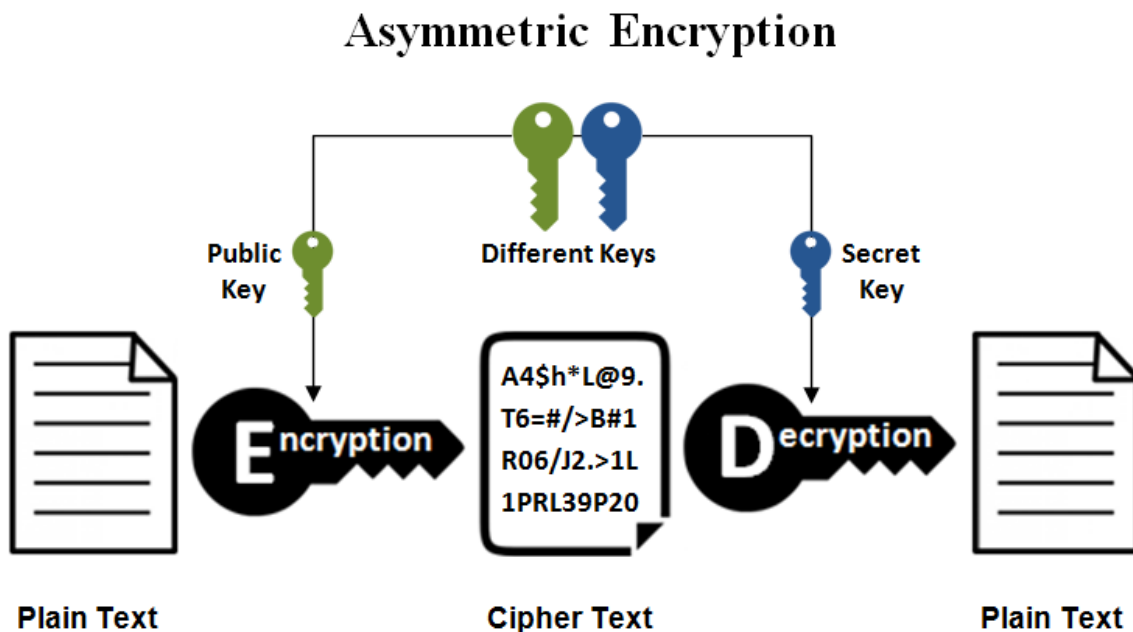 Asymmetric Encryption
Public
Key
Different Keys
Secret
Key
Encryption
A4$h*L@9.
T6=#/>B#1
R06/J2.>1L
1PRL39P20
Decryption
Plain Text
Cipher Text
Plain Text